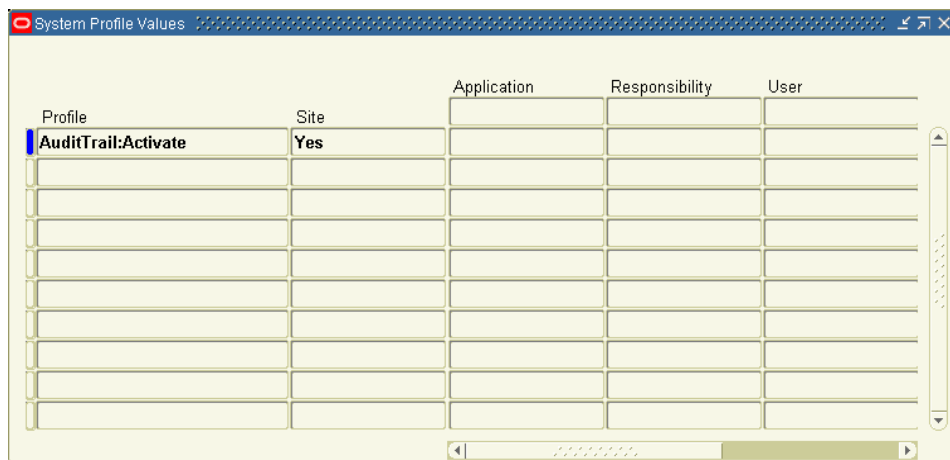 System Profile Values
Application Responsibility User
Profile Site
AuditTrail:Activate Yes